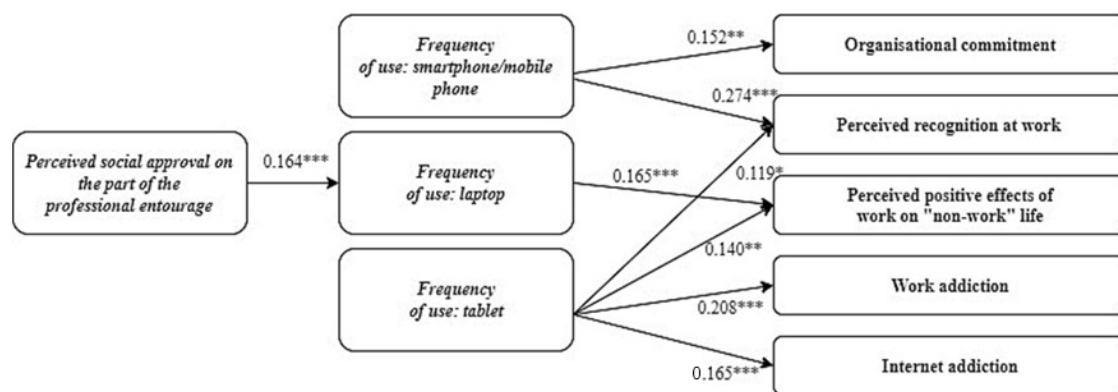 Perceived social approval on
the part of the
professional entourage
0.164***
Frequency
of use: smartphone/mobile
phone
Frequency
of use: laptop
Frequency
of use: tablet
0.152**
0.274***
0.119*
0.165***
0.140**
0.208***
0.165***
Organisational commitment
Perceived recognition at work
Perceived positive effects of
work on "non-work" life
Work addiction
Internet addiction